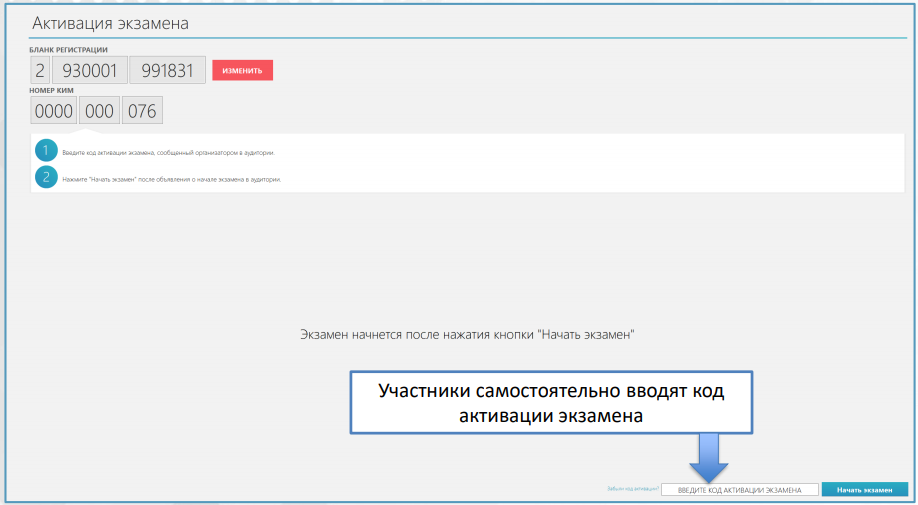 Активация экзамена
БЛАНК РЕГИСТРАЦИИ
2 930001 991831 ИЗМЕНИТЬ
НОМЕР КИМ
0000 000 076
1 Введите код активации экзамена, сообщенный организатором в аудитории.
2 Нажмите "Начать экзамен" после объявления о начале экзамена в аудитории.
Экзамен начнется после нажатия кнопки "Начать экзамен"
Участники самостоятельно вводят код
активации экзамена
Забыли код активации? ВВЕДИТЕ КОД АКТИВАЦИИ ЭКЗАМЕНА Начать экзамен